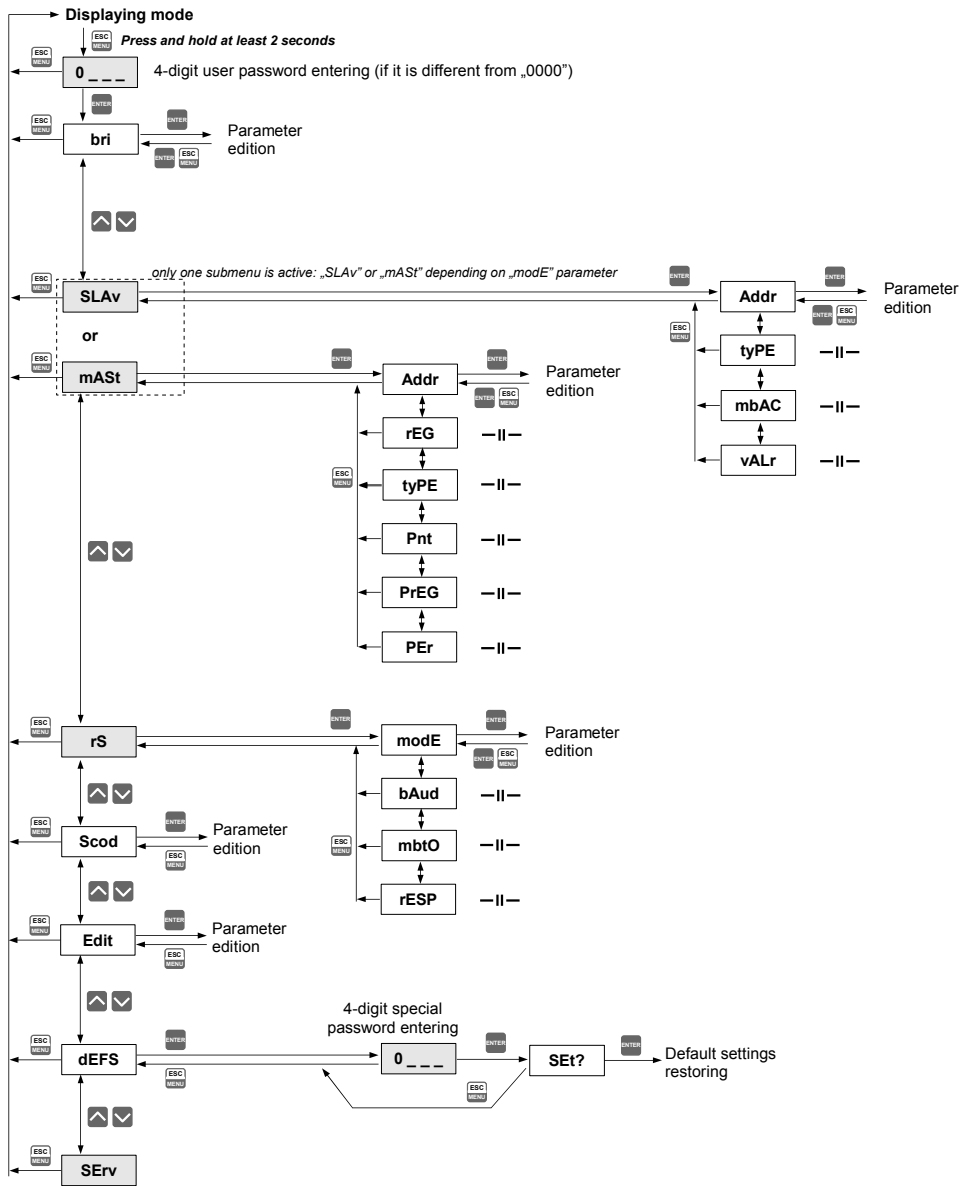 Displaying mode
ESC MENU
Press and hold at least 2 seconds
ESC MENU
0 _ _ _
4-digit user password entering (if it is different from „0000”)
ENTER
ESC MENU
bri
ENTER
ENTER ESC MENU
Parameter
edition
only one submenu is active: „SLAv” or „mASt” depending on „modE” parameter
ESC MENU
SLAv
ENTER
Addr
ENTER
ENTER ESC MENU
Parameter
edition
or
ESC MENU
tyPE
—II—
mbAC
—II—
vALr
—II—
ESC MENU
mASt
ENTER
Addr
ENTER
ENTER ESC MENU
Parameter
edition
rEG
—II—
ESC MENU
tyPE
—II—
Pnt
—II—
PrEG
—II—
PEr
—II—
ESC MENU
rS
ENTER
modE
ENTER
ENTER ESC MENU
Parameter
edition
bAud
—II—
ESC MENU
mbtO
—II—
rESP
—II—
ESC MENU
Scod
ENTER
ESC MENU
Parameter
edition
ESC MENU
Edit
ENTER
ESC MENU
Parameter
edition
4-digit special
password entering
ESC MENU
dEFS
ENTER
ESC MENU
0 _ _ _
ENTER
ESC MENU
SEt?
ENTER
Default settings
restoring
ESC MENU
SErv